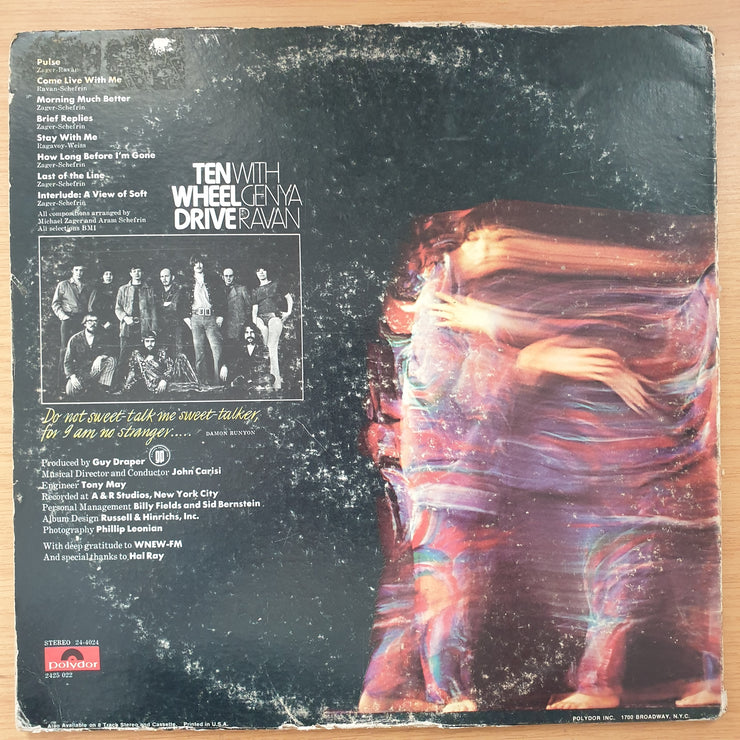 Pulse
Zager-Ravan
Come Live With Me
Ravan-Schefrin
Morning Much Better
Zager-Schefrin
Brief Replies
Zager-Schefrin
Stay With Me
Ragavoy-Weiss
How Long Before I'm Gone
Zager-Schefrin
Last of the Line
Zager-Schefrin
Interlude: A View of Soft
Zager-Schefrin
All compositions arranged by
Michael Zager and Aram Schefrin
All selections BMI
TEN WITH
WHEEL GENYA
DRIVE RAVAN
Do not sweet-talk me sweet-talker,
for I am no stranger.....
DAMON RUNYON
Produced by Guy Draper
Musical Director and Conductor John Carisi
Engineer Tony May
Recorded at A & R Studios, New York City
Personal Management Billy Fields and Sid Bernstein
Album Design Russell & Hinrichs, Inc.
Photography Phillip Leonian
With deep gratitude to WNEW-FM
And special thanks to Hal Ray
STEREO 24-4024
polydor
2425 022
Also Available on 8 Track Stereo and Cassette. Printed in U.S.A.
POLYDOR INC. 1700 BROADWAY, N.Y.C.